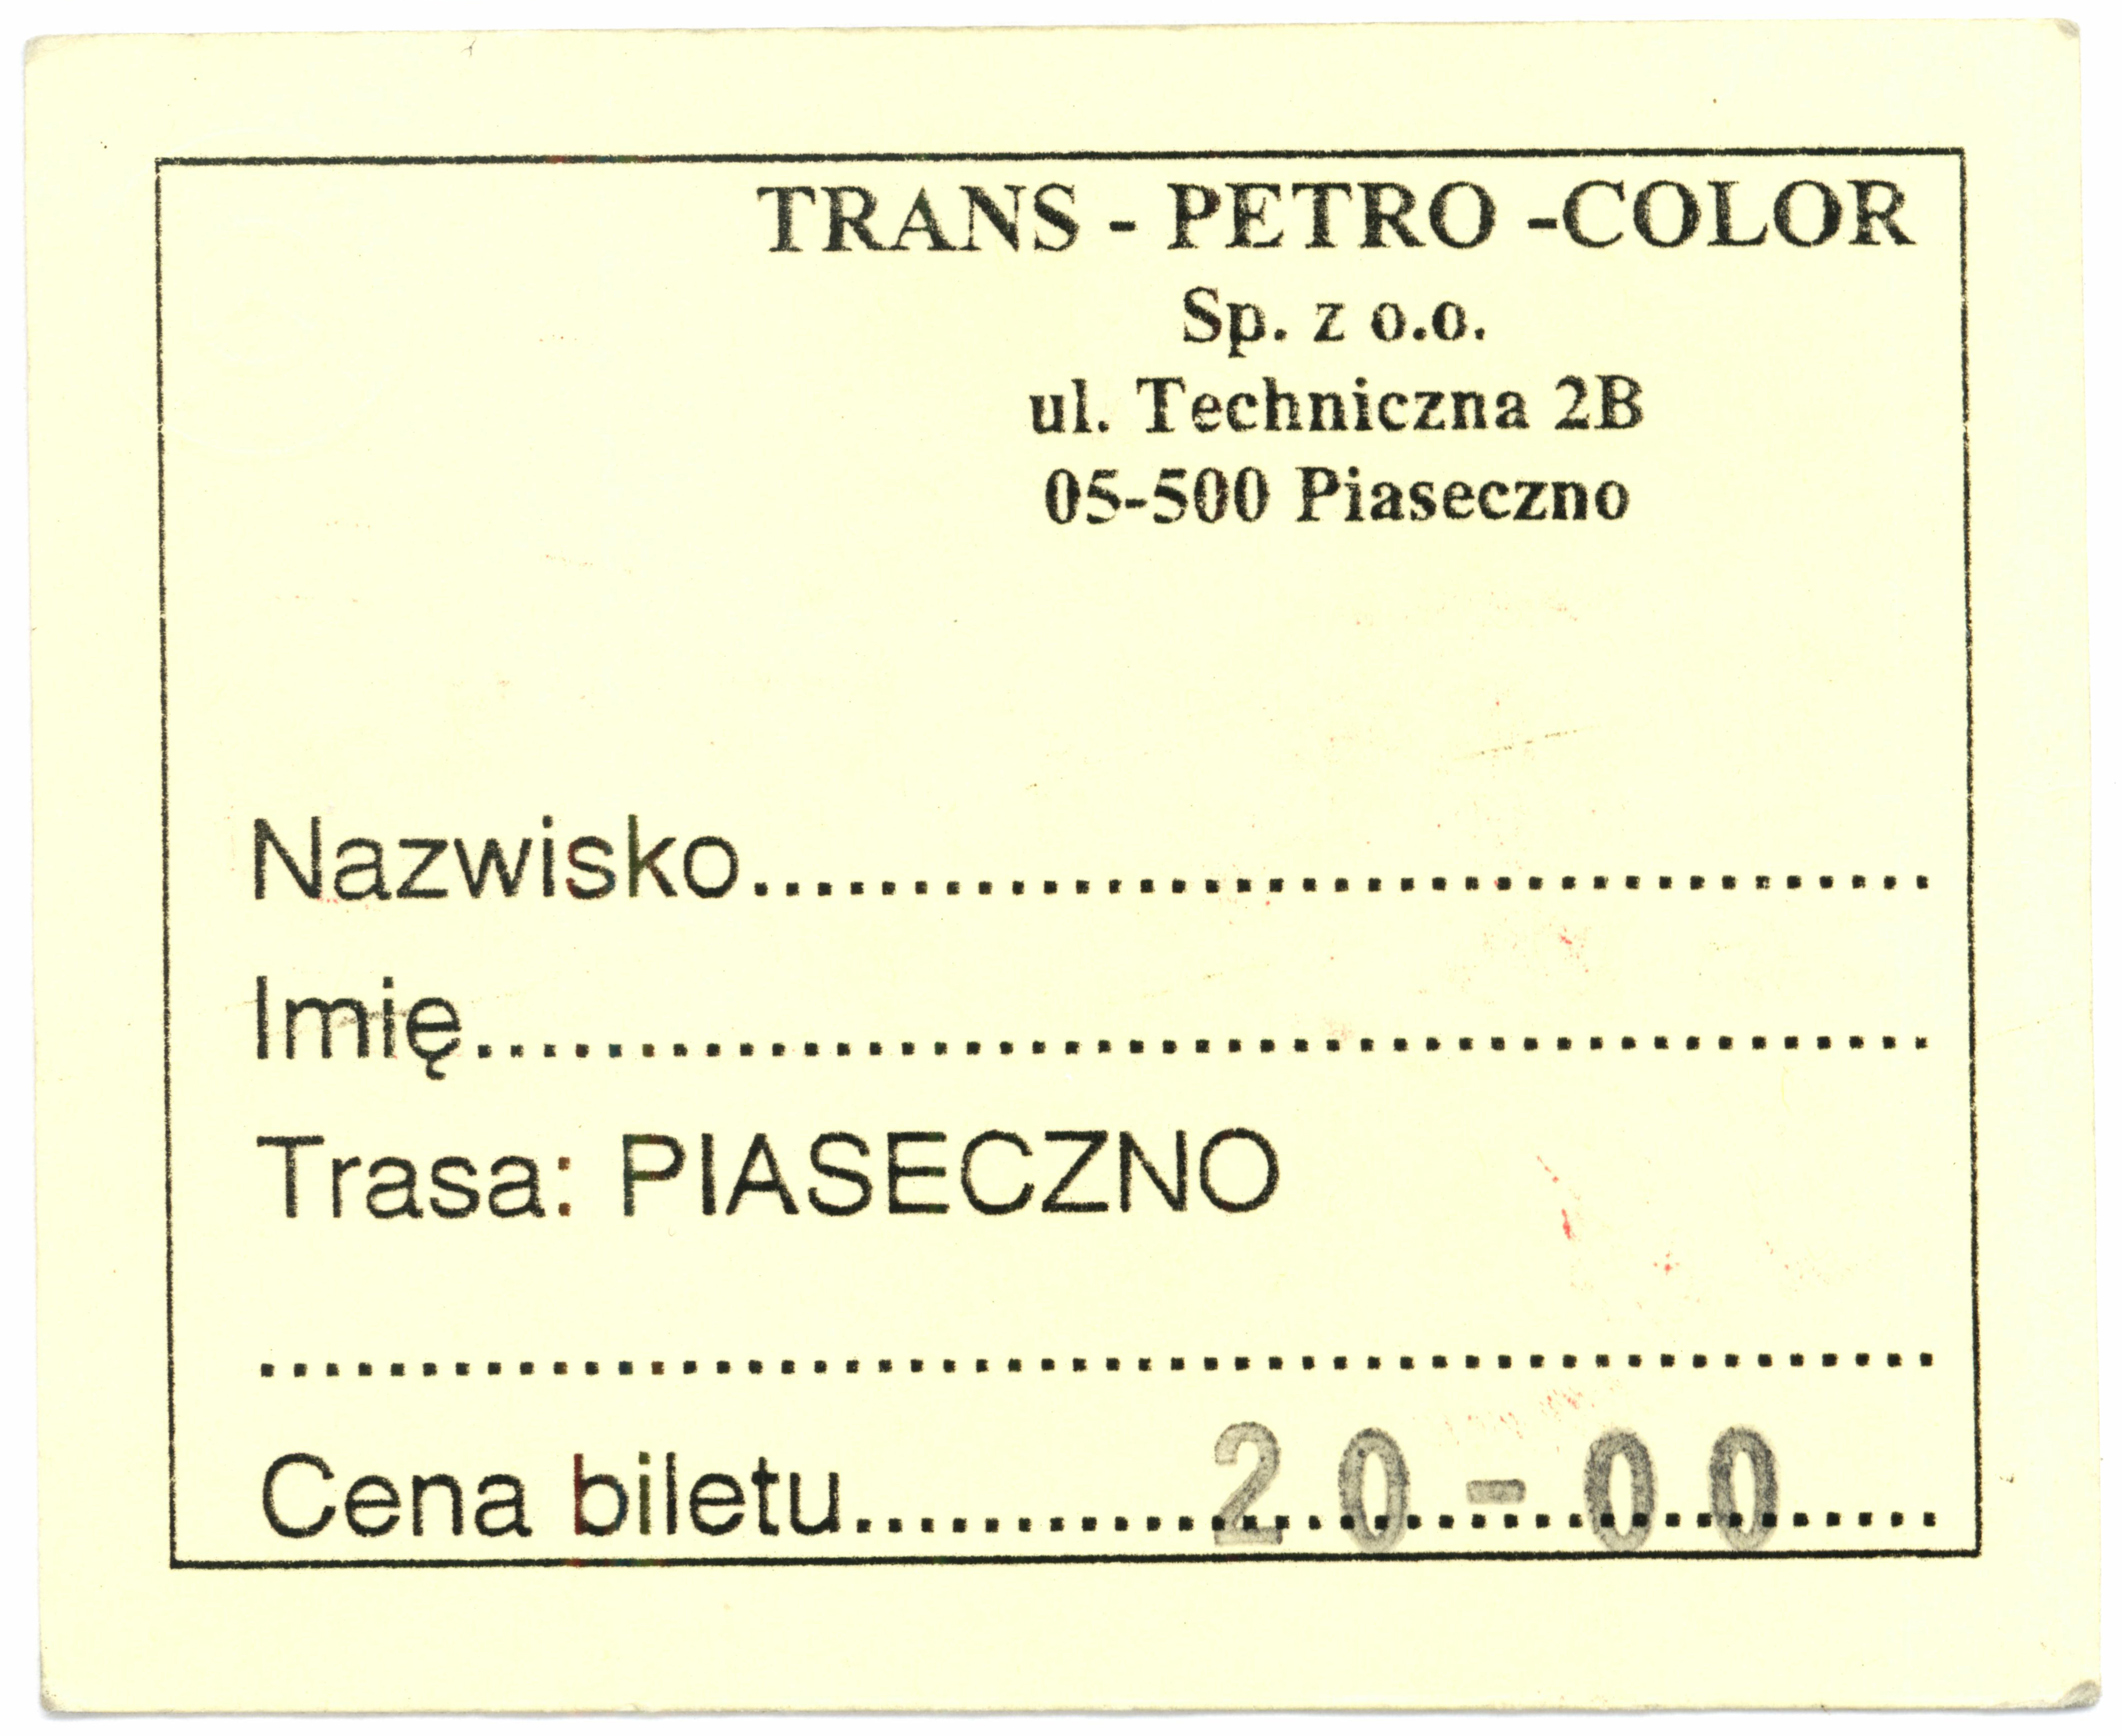 TRANS - PETRO -COLOR
Sp. z o.o.
ul. Techniczna 2B
05-500 Piaseczno
Nazwisko....................................
Imię.............................................
Trasa: PIASECZNO
....................................................
Cena biletu..........20-00.....